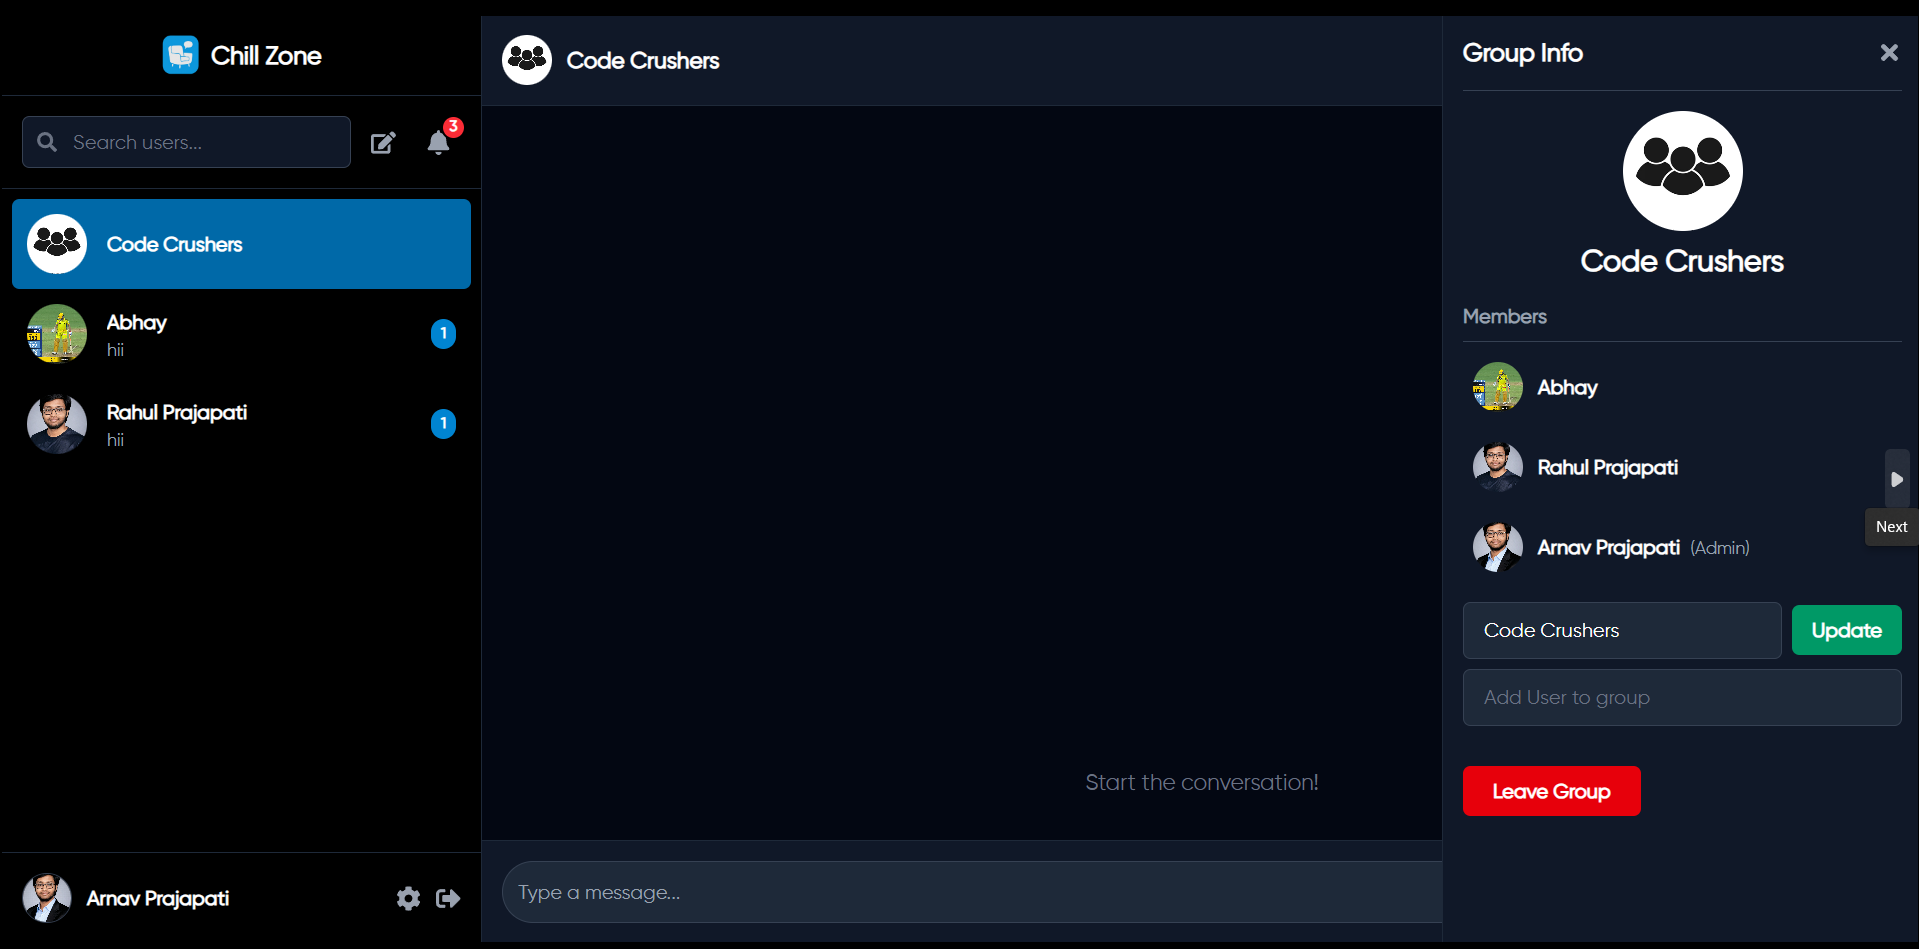 Chill Zone
Search users...
3
Code Crushers
Abhay
hii
1
Rahul Prajapati
hii
1
Arnav Prajapati
Code Crushers
Start the conversation!
Type a message...
Group Info
Code Crushers
Members
Abhay
Rahul Prajapati
Next
Arnav Prajapati (Admin)
Code Crushers
Update
Add User to group
Leave Group